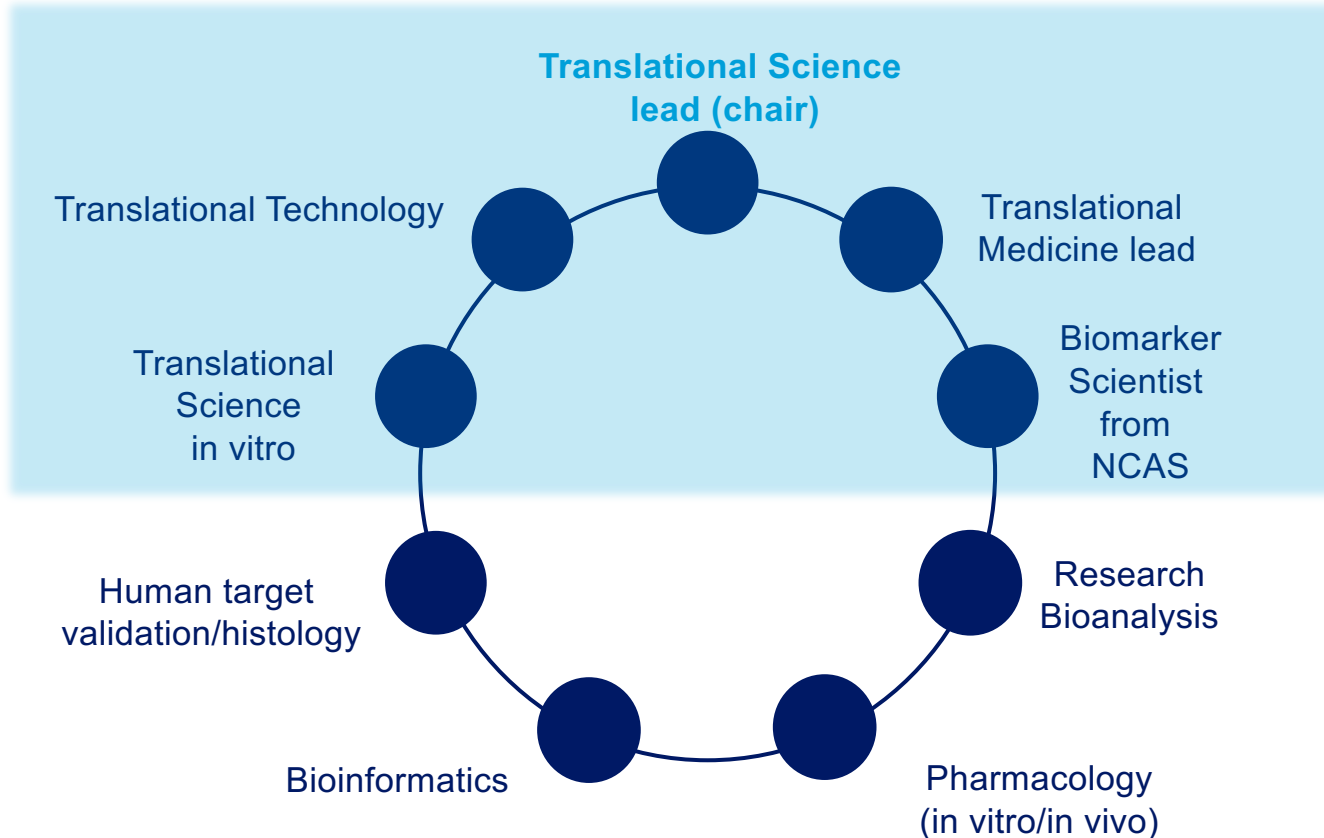 Translational Science
lead (chair)
Translational Technology
Translational
Medicine lead
Translational
Science
in vitro
Biomarker
Scientist
from
NCAS
Human target
validation/histology
Research
Bioanalysis
Bioinformatics
Pharmacology
(in vitro/in vivo)